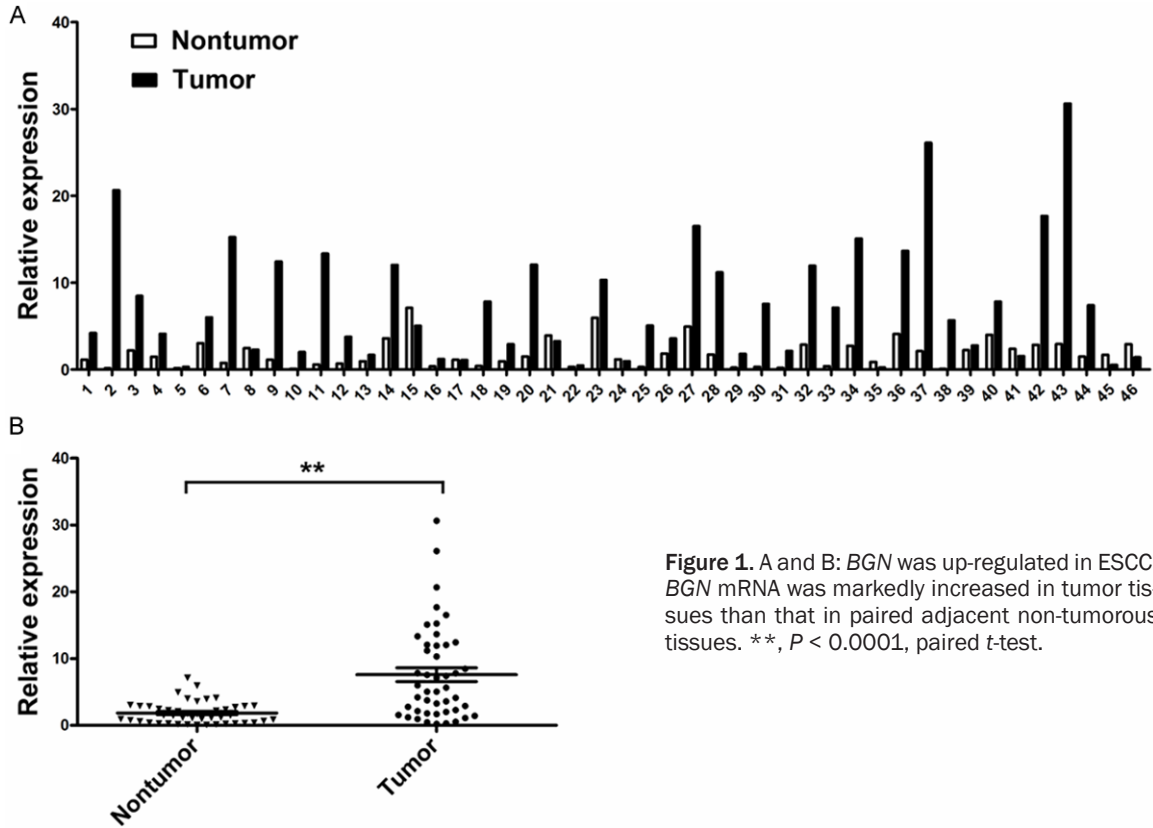 A
40
30
20
10
0
Relative expression
Nontumor
Tumor
1 2 3 4 5 6 7 8 9 10 11 12 13 14 15 16 17 18 19 20 21 22 23 24 25 26 27 28 29 30 31 32 33 34 35 36 37 38 39 40 41 42 43 44 45 46
B
40
30
20
10
0
Relative expression
**
Nontumor
Tumor
Figure 1. A and B: BGN was up-regulated in ESCC.
BGN mRNA was markedly increased in tumor tis-
sues than that in paired adjacent non-tumorous
tissues. **, P < 0.0001, paired t-test.